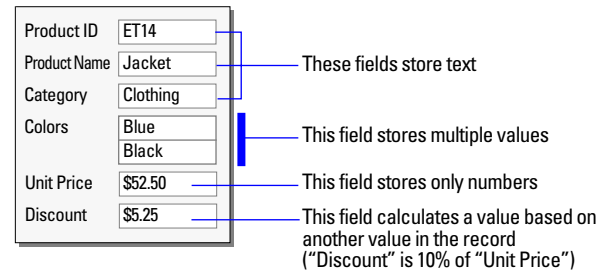 Product ID ET14
Product Name Jacket These fields store text
Category Clothing
Colors Blue
Black
This field stores multiple values
Unit Price $52.50 This field stores only numbers
Discount $5.25 This field calculates a value based on
another value in the record
(“Discount” is 10% of “Unit Price”)